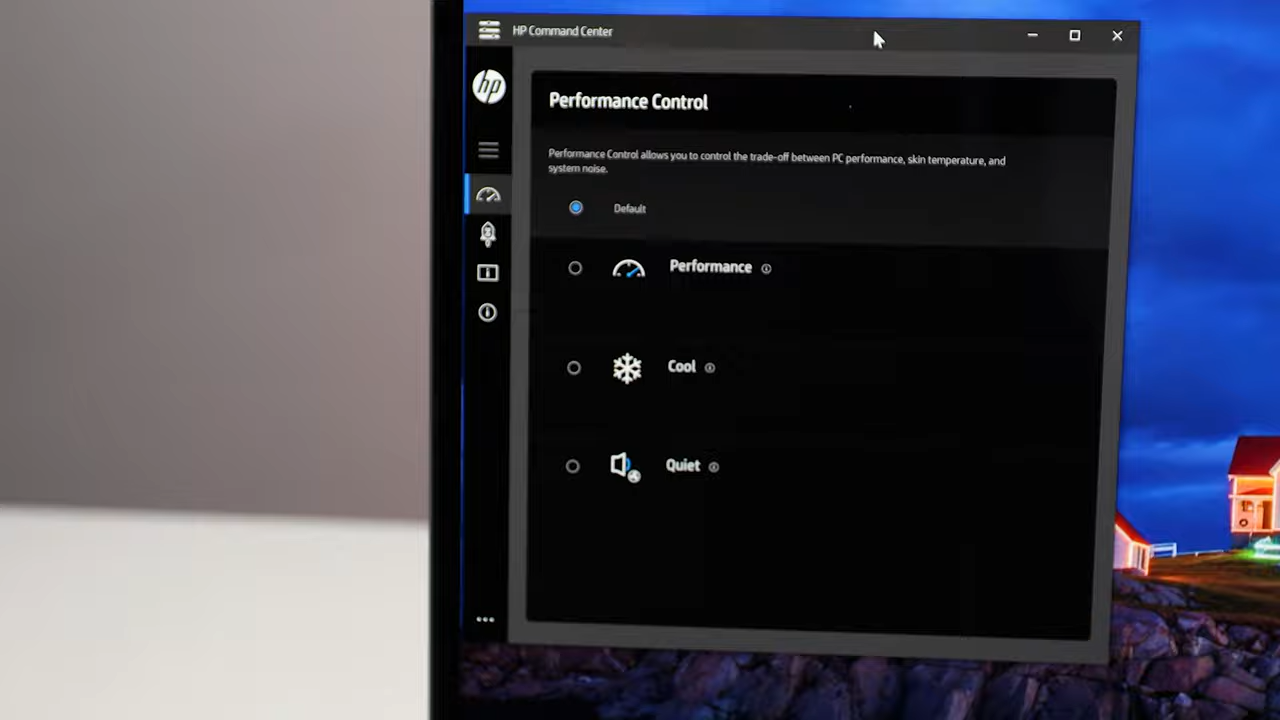 HP Command Center
hp
Performance Control
Performance Control allows you to control the trade-off between PC performance, skin temperature, and
system noise.
Default
Performance
Cool
Quiet